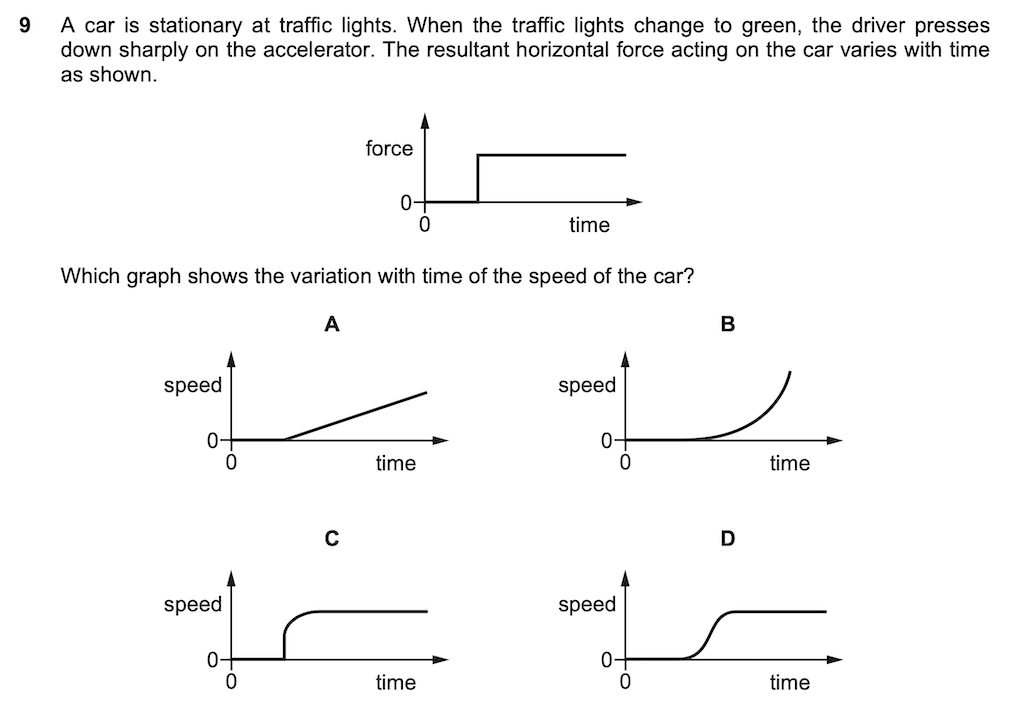 9 A car is stationary at traffic lights. When the traffic lights change to green, the driver presses
down sharply on the accelerator. The resultant horizontal force acting on the car varies with time
as shown.
force
0
0
time
Which graph shows the variation with time of the speed of the car?
A
speed
0
0
time
B
speed
0
0
time
C
speed
0
0
time
D
speed
0
0
time